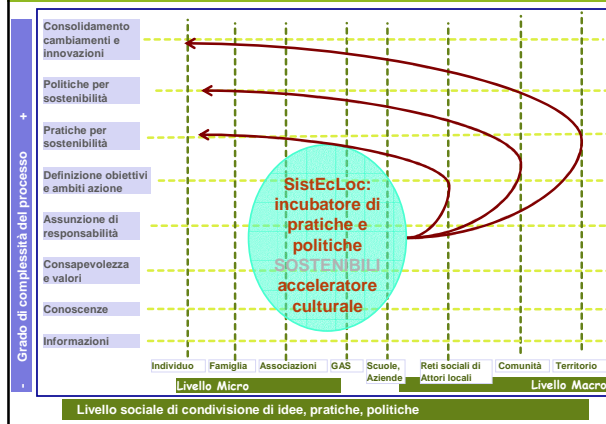 Consolidamento
cambiamenti e
innovazioni
Politiche per
sostenibilità
Pratiche per
sostenibilità
Definizione obiettivi
e ambiti azione
Assunzione di
responsabilità
Consapevolezza
e valori
Conoscenze
Informazioni
- Grado di complessità del processo +
SistEcLoc:
incubatore di
pratiche e
politiche
SOSTENIBILI
acceleratore
culturale
Individuo Famiglia Associazioni GAS Scuole, Aziende Reti sociali di Attori locali Comunità Territorio
Livello Micro Livello Macro
Livello sociale di condivisione di idee, pratiche, politiche